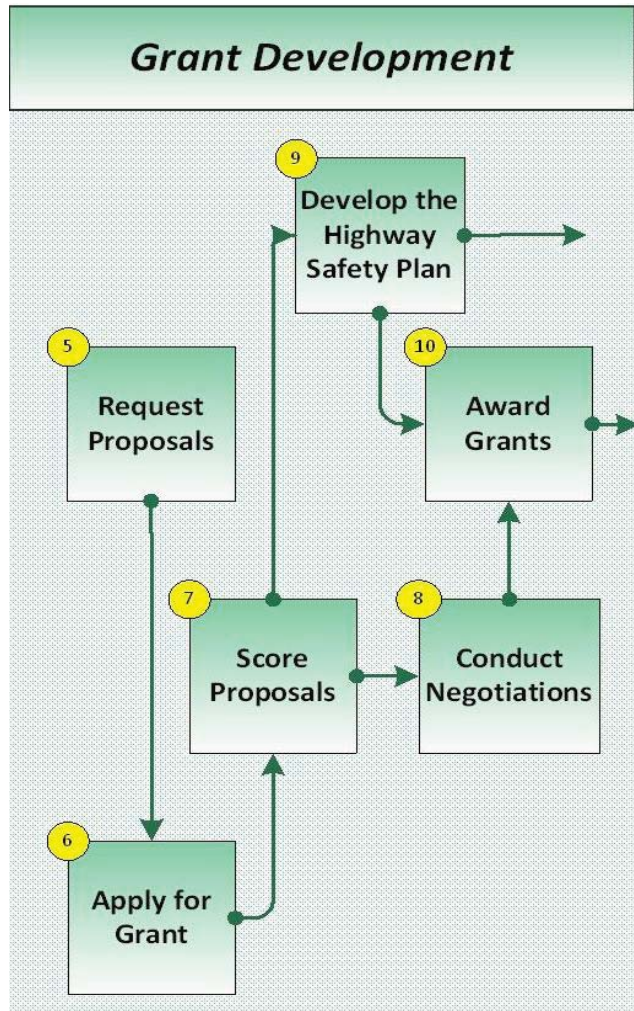 Grant Development
5
Request
Proposals
6
Apply for
Grant
7
Score
Proposals
8
Conduct
Negotiations
9
Develop the
Highway
Safety Plan
10
Award
Grants